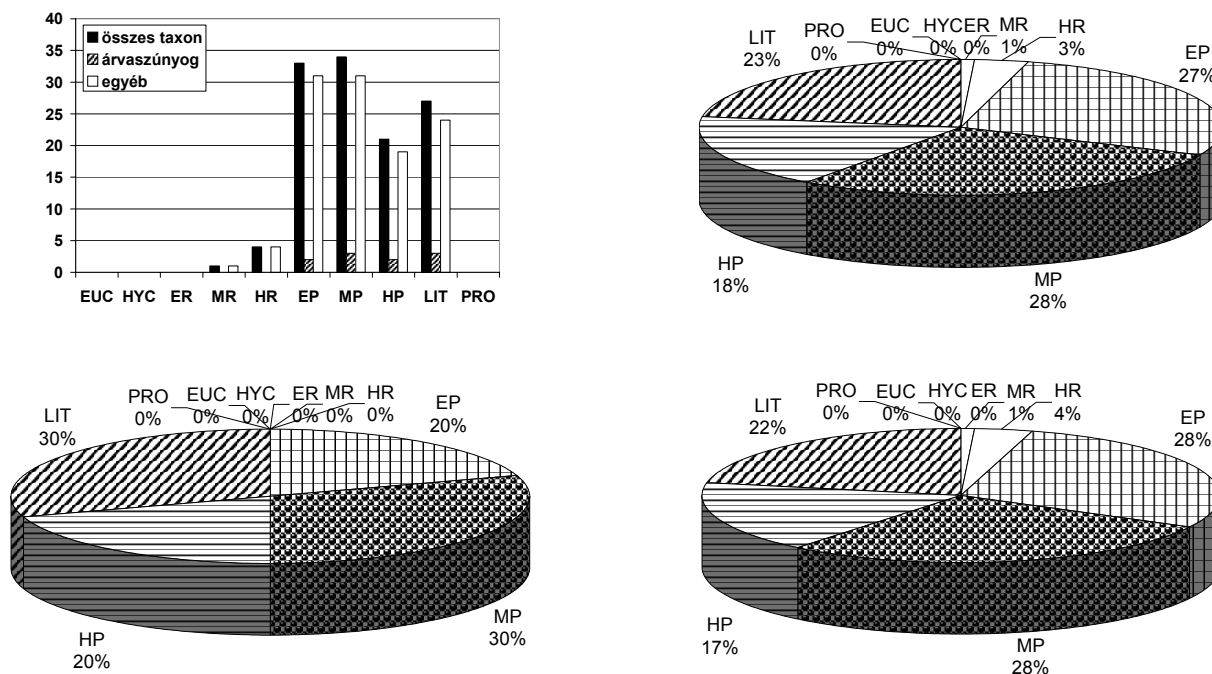 40
35
30
25
20
15
10
5
0
összes taxon
árvaszúnyog
egyéb
EUC HYC ER MR HR EP MP HP LIT PRO
LIT
23%
PRO
0%
EUC
0%
HYC
0%
ER
0%
MR
1%
HR
3%
EP
27%
HP
18%
MP
28%
LIT
30%
PRO
0%
EUC
0%
HYC
0%
ER
0%
MR
0%
HR
0%
EP
20%
HP
20%
MP
30%
LIT
22%
PRO
0%
EUC
0%
HYC
0%
ER
0%
MR
1%
HR
4%
EP
28%
HP
17%
MP
28%